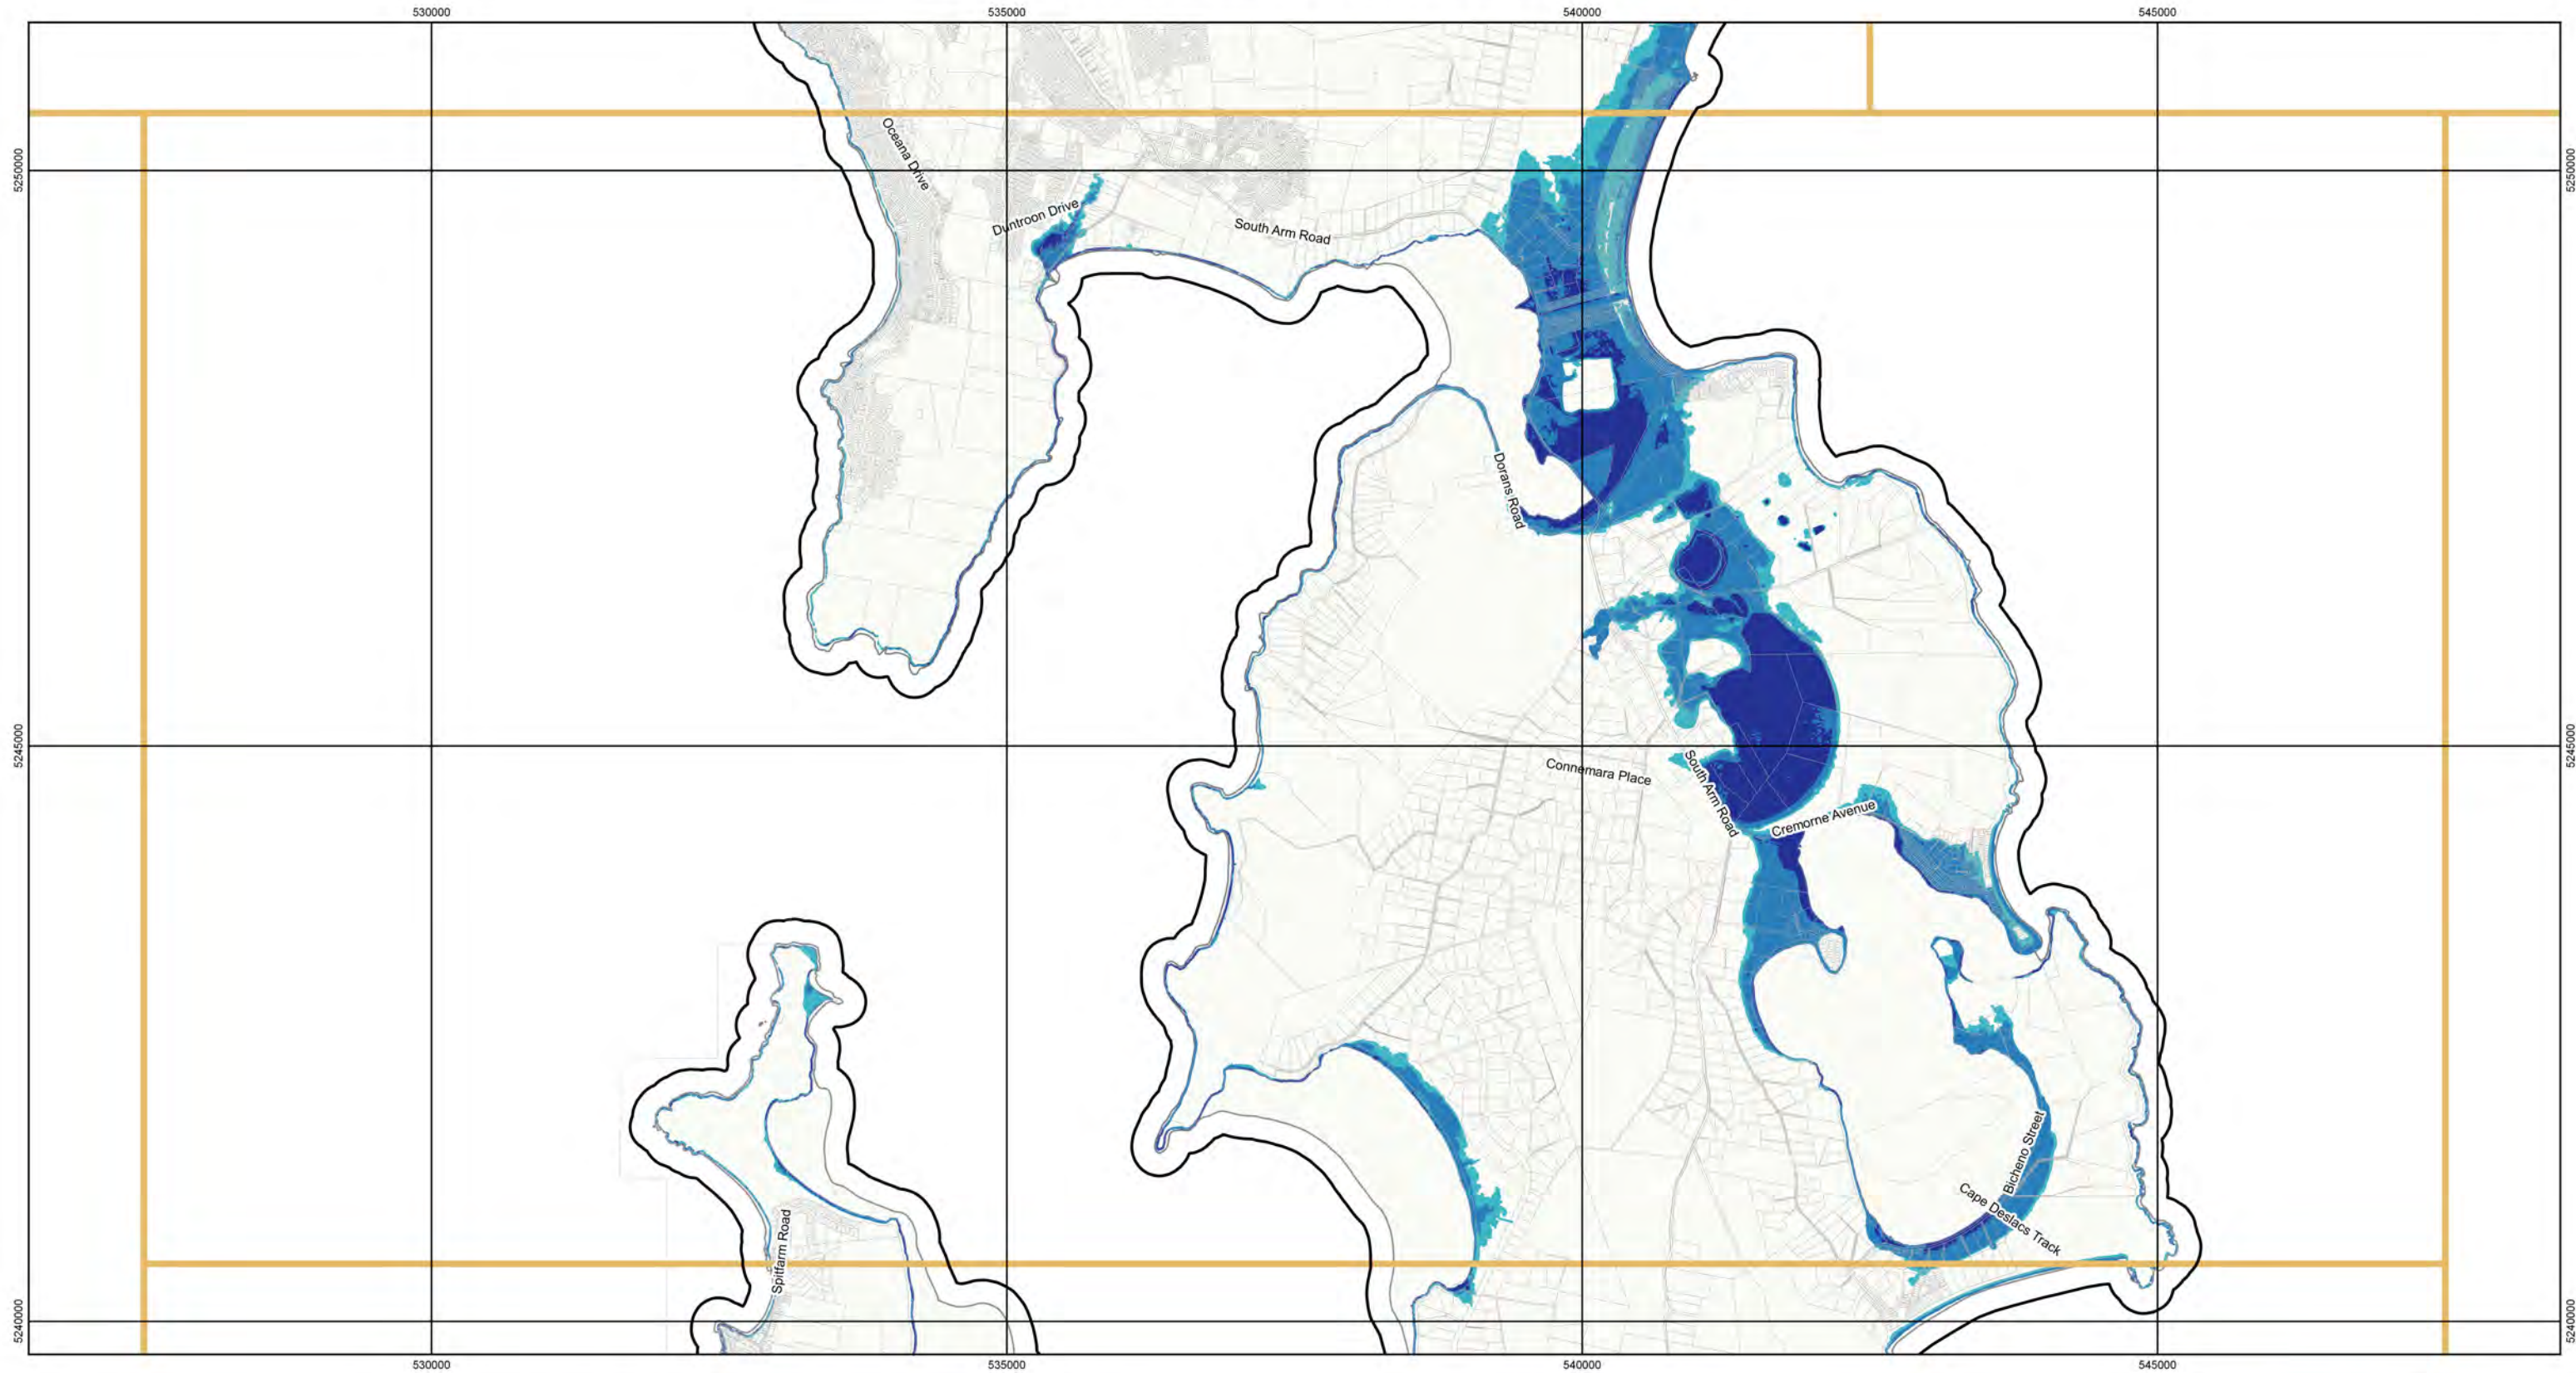 530000 535000 540000 545000
5250000 5250000
Oceana Drive
Duntroon Drive
South Arm Road
Dorans Road
5245000 5245000
Connemara Place
South Arm Road
Cremorne Avenue
Bicheno Street
Cape Deslacs Track
Spitfarm Road
5240000 5240000
530000 535000 540000 545000